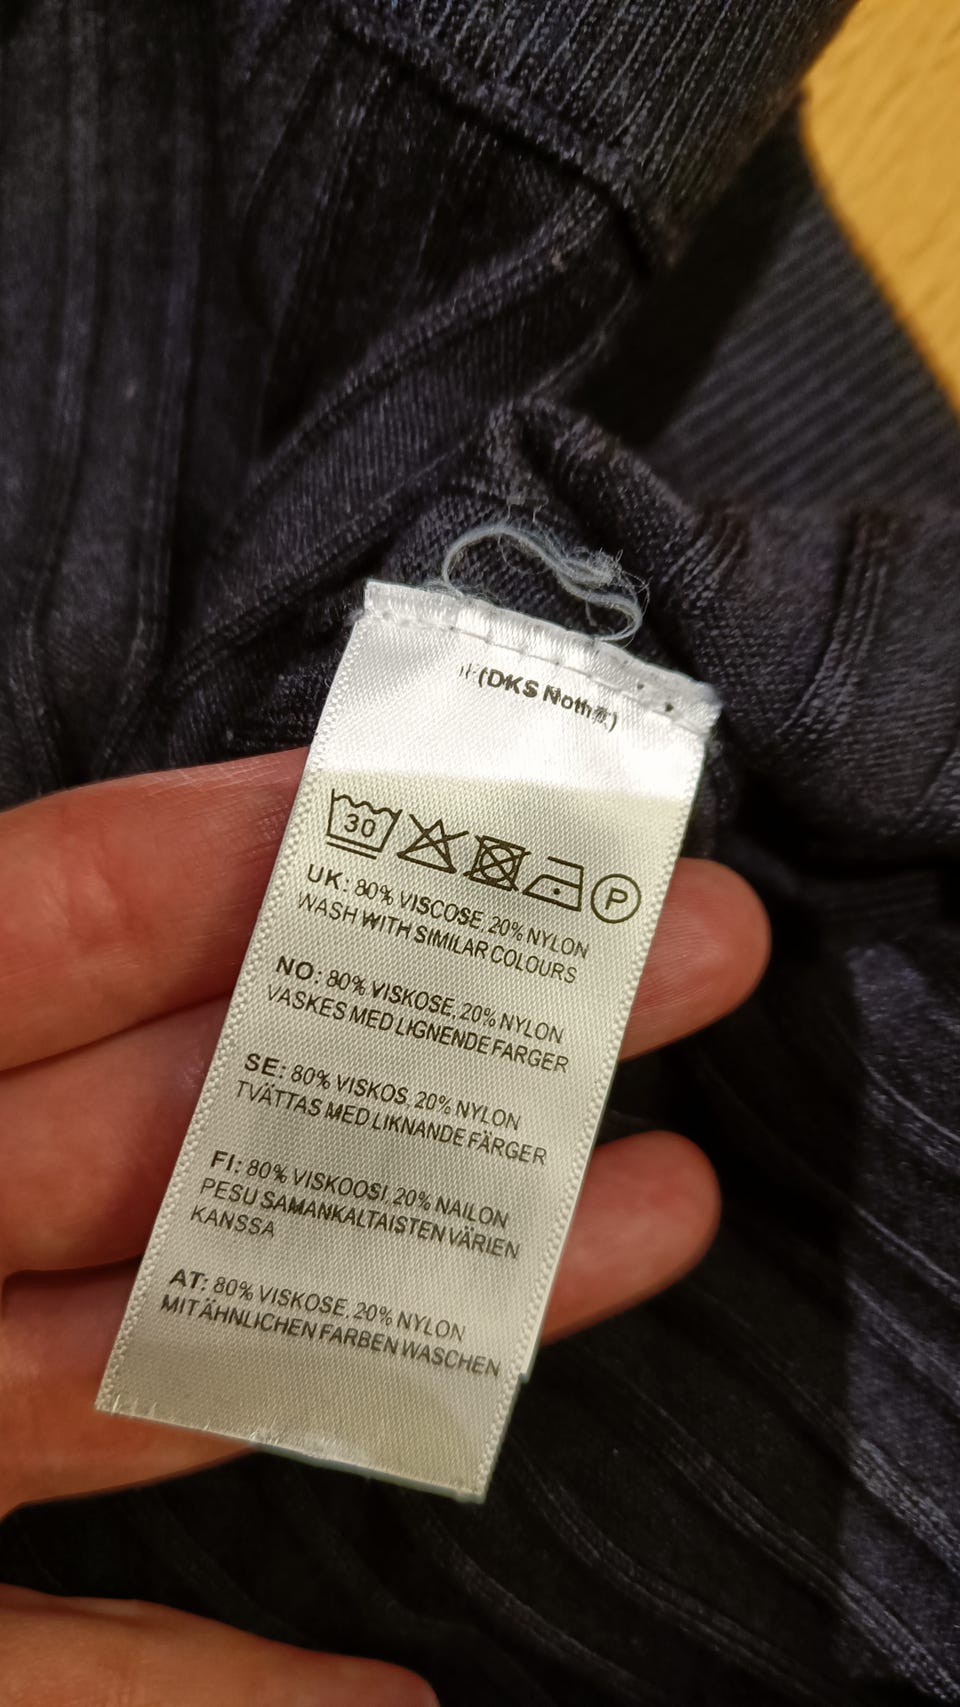 (DKS
30
P
UK: 80% VISCOSE, 20% NYLON
WASH WITH SIMILAR COLOURS
NO: 80% VISKOSE, 20% NYLON
VASKES MED LIGNENDE FARGER
SE: 80% VISKOS, 20% NYLON
TVÄTTAS MED LIKNANDE FÄRGER
FI: 80% VISKOOSI, 20% NAILON
PESU SAMANKALTAISTEN VÄRIEN
KANSSA
AT: 80% VISKOSE, 20% NYLON
MIT ÄHNLICHEN FARBEN WASCHEN